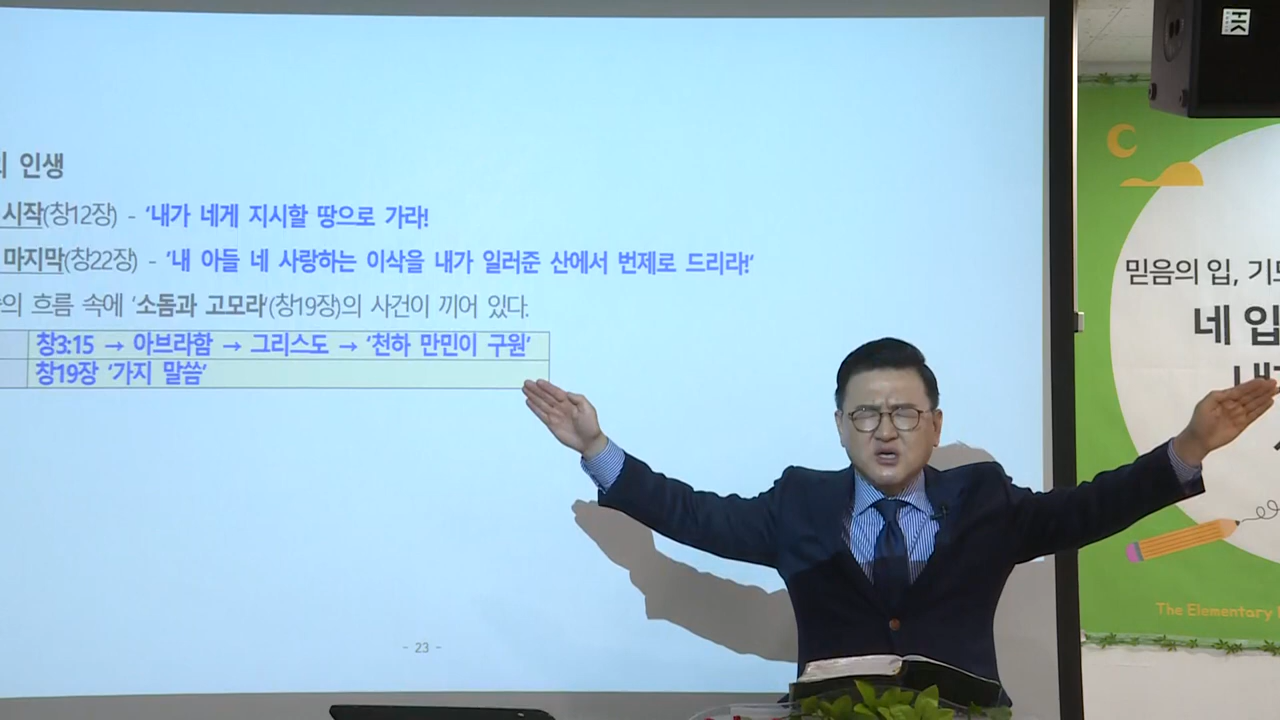 인생
시작(창12장) - ‘내가 네게 지시할 땅으로 가라!
마지막(창22장) - ‘내 아들 네 사랑하는 이삭을 내가 일러준 산에서 번제로 드리라!’
의 흐름 속에 ‘소돔과 고모라’(창19장)의 사건이 끼어 있다.
창3:15 → 아브라함 → 그리스도 → ‘천하 만민이 구원’
창19장 ‘가지 말씀’
- 23 -
HK
믿음의 입, 기도
네 입
The Elementary